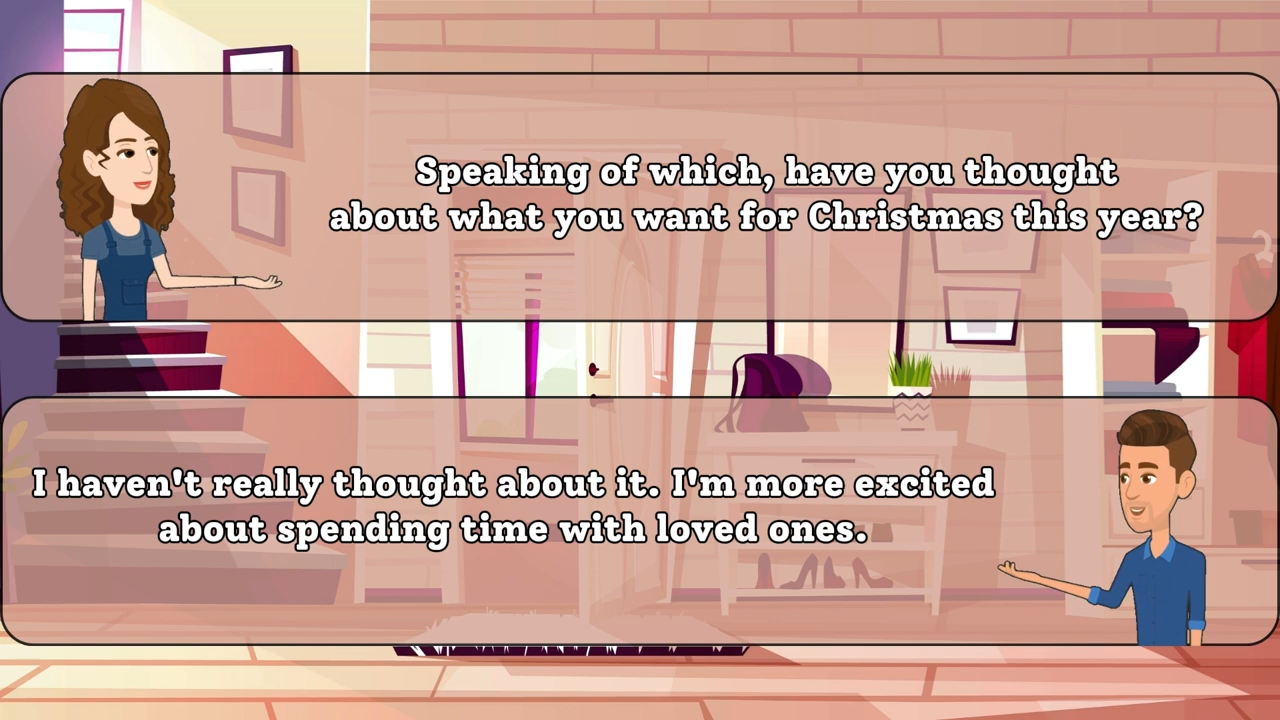 Speaking of which, have you thought
about what you want for Christmas this year?
I haven't really thought about it. I'm more excited
about spending time with loved ones.